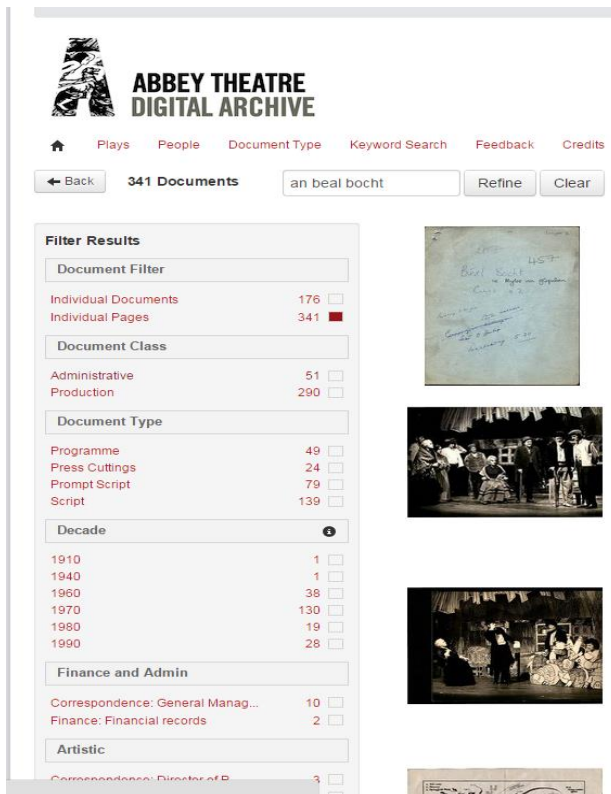 ABBEY THEATRE
DIGITAL ARCHIVE
Plays People Document Type Keyword Search Feedback Credits
Back 341 Documents an beal bocht Refine Clear
Filter Results
Document Filter
Individual Documents 176
Individual Pages 341
Document Class
Administrative 51
Production 290
Document Type
Programme 49
Press Cuttings 24
Prompt Script 79
Script 139
Decade
1910 1
1940 1
1960 38
1970 130
1980 19
1990 28
Finance and Admin
Correspondence: General Manag... 10
Finance: Financial records 2
Artistic
Correspondence: Director of P... 3
457
Béal Bocht